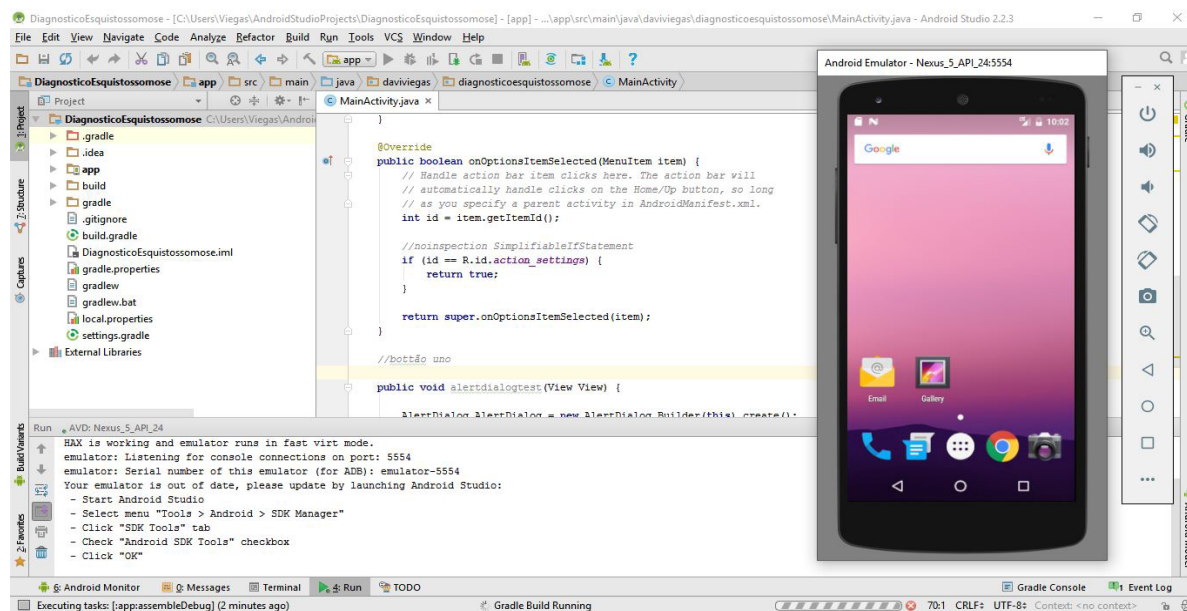 DiagnosticoEsquistossomose - [C:\Users\Viegas\AndroidStudioProjects\DiagnosticoEsquistossomose] - [app] - ...\app\src\main\java\daviviegas\diagnosticoesquistossomose\MainActivity.java - Android Studio 2.2.3
File Edit View Navigate Code Analyze Refactor Build Run Tools VCS Window Help
app
DiagnosticoEsquistossomose app src main java daviviegas diagnosticoesquistossomose MainActivity
Project
MainActivity.java
1: Project
7: Structure
Captures
Build Variants
2: Favorites
DiagnosticoEsquistossomose C:\Users\Viegas\Androi
.gradle
.idea
app
build
gradle
.gitignore
build.gradle
DiagnosticoEsquistossomose.iml
gradle.properties
gradlew
gradlew.bat
local.properties
settings.gradle
External Libraries
}
@Override
public boolean onOptionsItemSelected(MenuItem item) {
// Handle action bar item clicks here. The action bar will
// automatically handle clicks on the Home/Up button, so long
// as you specify a parent activity in AndroidManifest.xml.
int id = item.getItemId();
//noinspection SimplifiableIfStatement
if (id == R.id.action_settings) {
return true;
}
return super.onOptionsItemSelected(item);
}
//bottão uno
public void alertdialogtest(View View) {
AlertDialog AlertDialog = new AlertDialog.Builder(this).create();
Android Emulator - Nexus_5_API_24:5554
10:02
Google
Email Gallery
Run AVD: Nexus_5_API_24
HAX is working and emulator runs in fast virt mode.
emulator: Listening for console connections on port: 5554
emulator: Serial number of this emulator (for ADB): emulator-5554
Your emulator is out of date, please update by launching Android Studio:
- Start Android Studio
- Select menu "Tools > Android > SDK Manager"
- Click "SDK Tools" tab
- Check "Android SDK Tools" checkbox
- Click "OK"
6: Android Monitor 0: Messages Terminal 4: Run TODO Gradle Console 1 Event Log
Executing tasks: [:app:assembleDebug] (2 minutes ago) Gradle Build Running 70:1 CRLF UTF-8 Context: <no context>